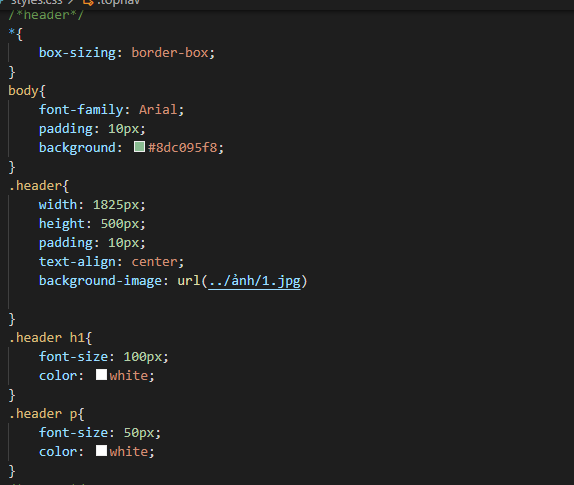 styles.css > .topnav
/*header*/
*{
box-sizing: border-box;
}
body{
font-family: Arial;
padding: 10px;
background: #8dc095f8;
}
.header{
width: 1825px;
height: 500px;
padding: 10px;
text-align: center;
background-image: url(../ảnh/1.jpg)
}
.header h1{
font-size: 100px;
color: white;
}
.header p{
font-size: 50px;
color: white;
}